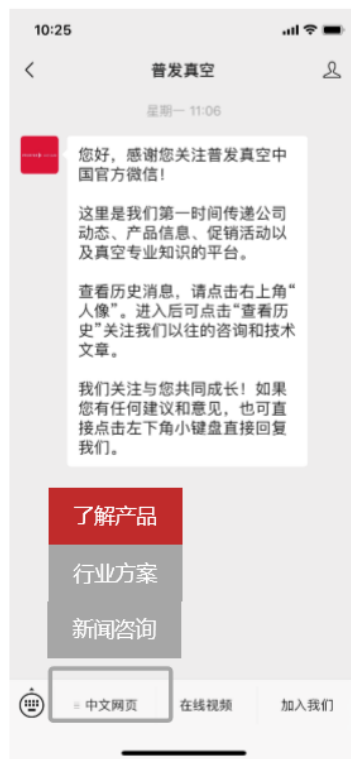 10:25
普发真空
星期一 11:06
您好，感谢您关注普发真空中
国官方微信！
这里是我们第一时间传递公司
动态、产品信息、促销活动以
及真空专业知识的平台。
查看历史消息，请点击右上角“
人像”。进入后可点击“查看历
史”关注我们以往的咨询和技术
文章。
我们关注与您共同成长！如果
您有任何建议和意见，也可直
接点击左下角小键盘直接回复
我们。
了解产品
行业方案
新闻咨询
中文网页 在线视频 加入我们